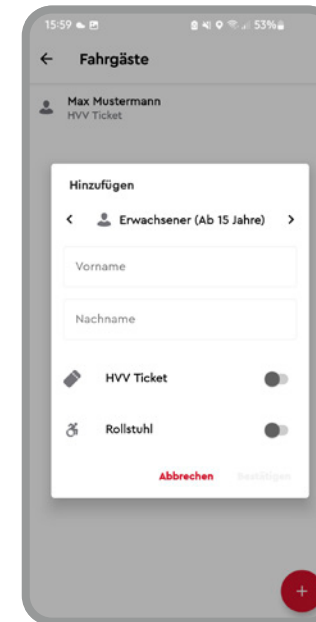 15:59 53%
Fahrgäste
Max Mustermann
HVV Ticket
Hinzufügen
Erwachsener (Ab 15 Jahre)
Vorname
Nachname
HVV Ticket
Rollstuhl
Abbrechen Bestätigen